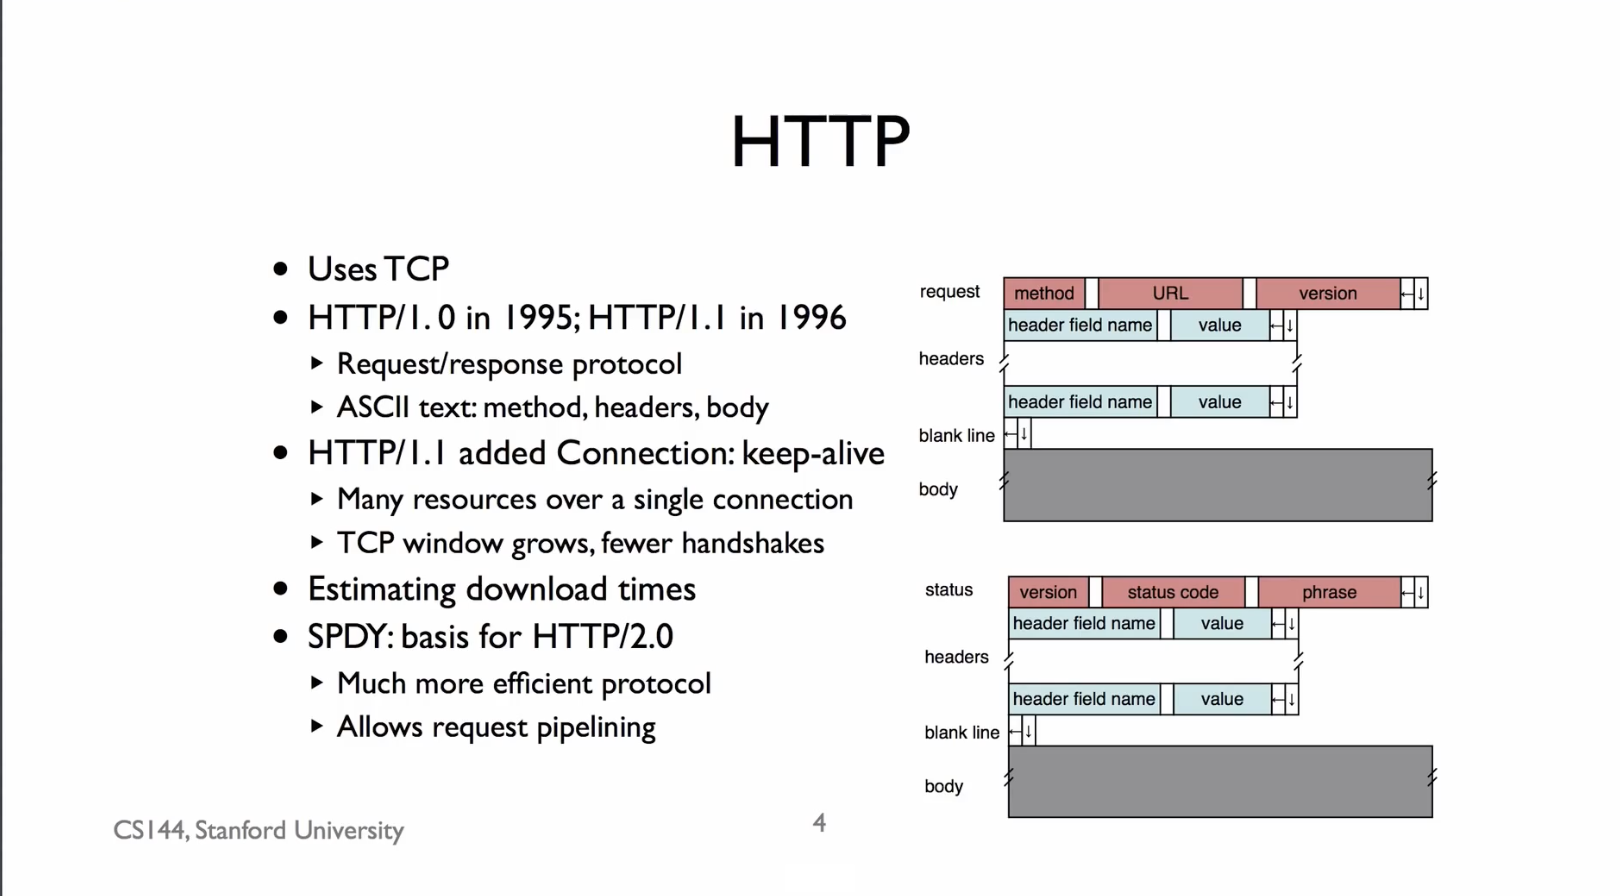 HTTP
• Uses TCP
• HTTP/1.0 in 1995; HTTP/1.1 in 1996
▸ Request/response protocol
▸ ASCII text: method, headers, body
• HTTP/1.1 added Connection: keep-alive
▸ Many resources over a single connection
▸ TCP window grows, fewer handshakes
• Estimating download times
• SPDY: basis for HTTP/2.0
▸ Much more efficient protocol
▸ Allows request pipelining
request method URL version ←↓
header field name value ←↓
headers
header field name value ←↓
blank line ←↓
body
status version status code phrase ←↓
header field name value ←↓
headers
header field name value ←↓
blank line ←↓
body
CS144, Stanford University
4